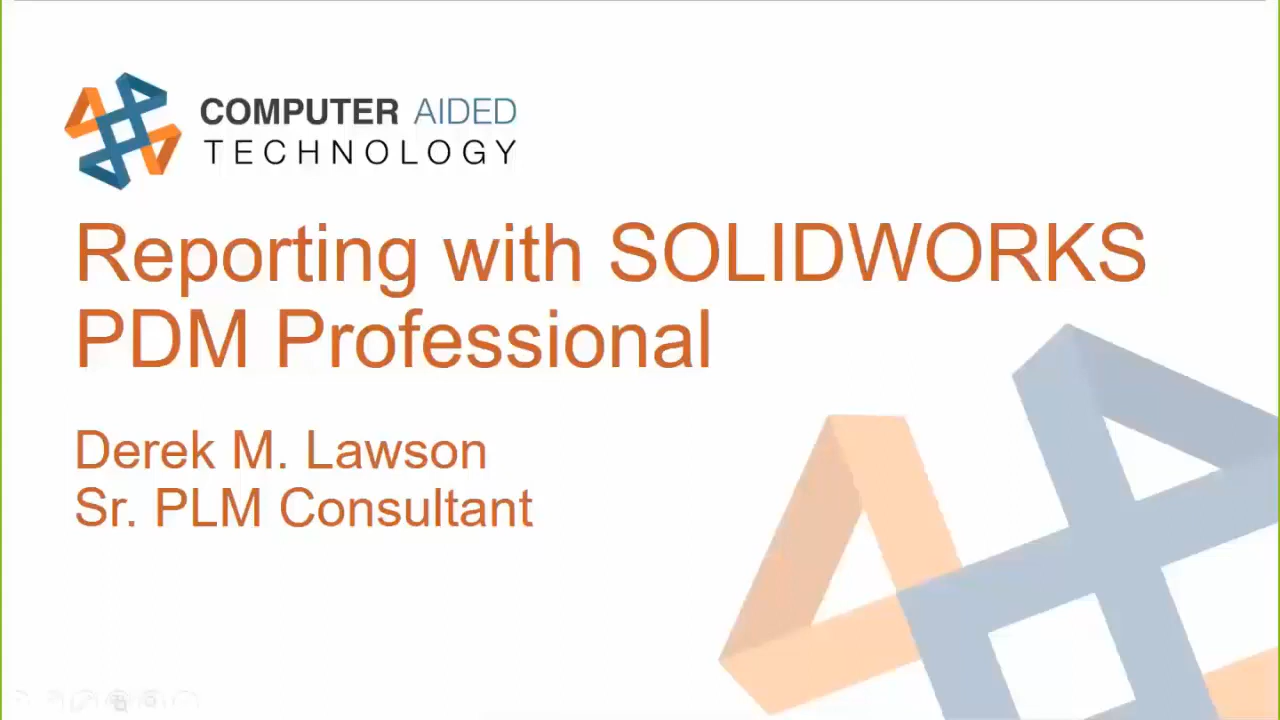 COMPUTER AIDED
TECHNOLOGY
Reporting with SOLIDWORKS
PDM Professional
Derek M. Lawson
Sr. PLM Consultant